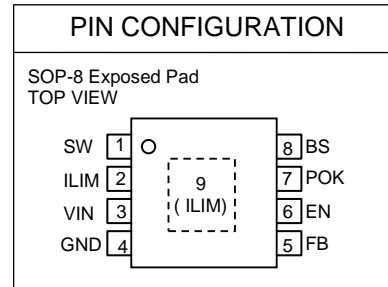 PIN CONFIGURATION
SOP-8 Exposed Pad
TOP VIEW
SW 1 8 BS
ILIM 2 7 POK
9
( ILIM)
VIN 3 6 EN
GND 4 5 FB